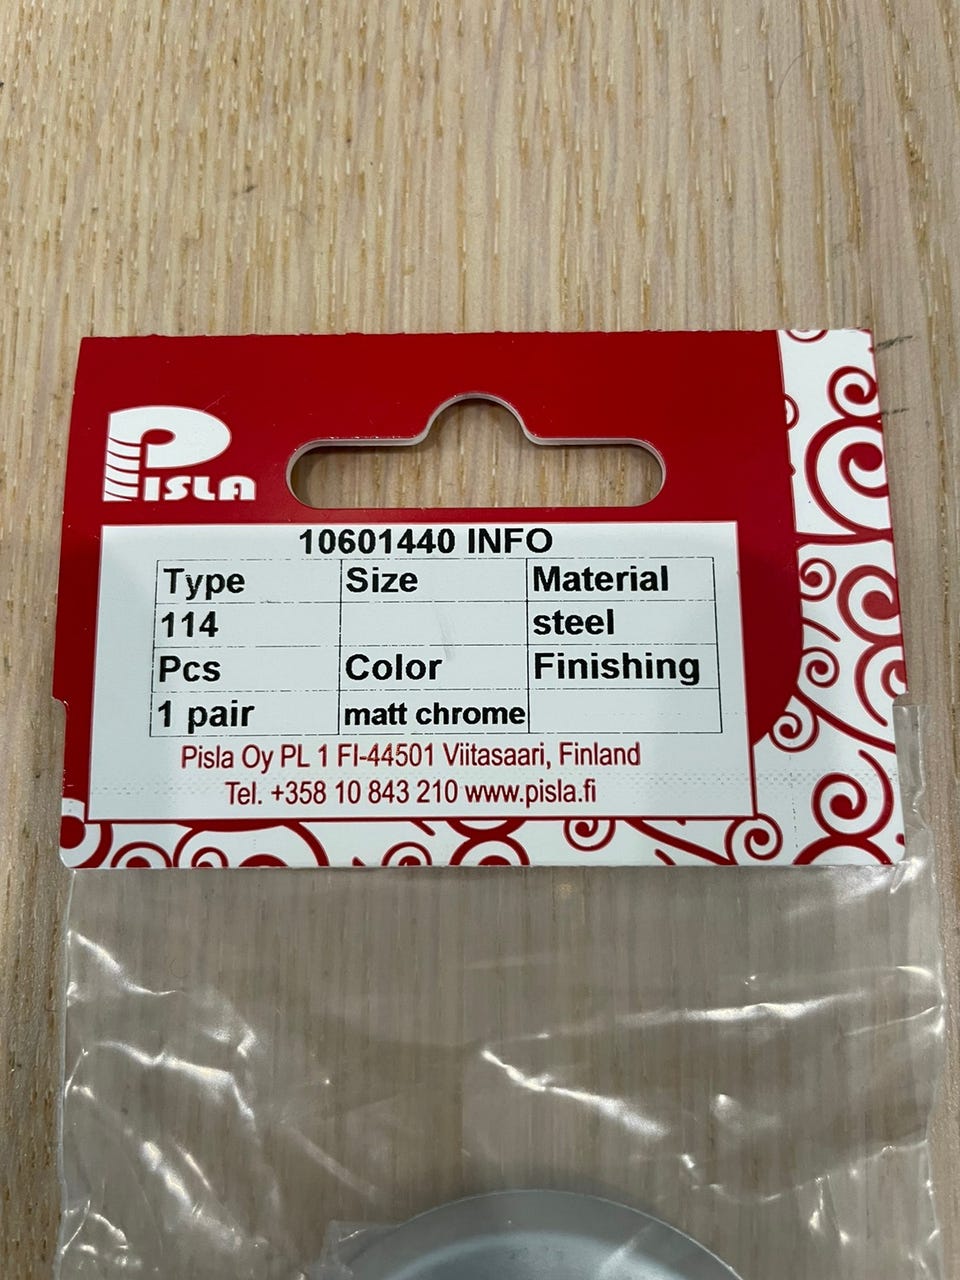 PISLA
10601440 INFO
Type Size Material
114 steel
Pcs Color Finishing
1 pair matt chrome
Pisla Oy PL 1 FI-44501 Viitasaari, Finland
Tel. +358 10 843 210 www.pisla.fi